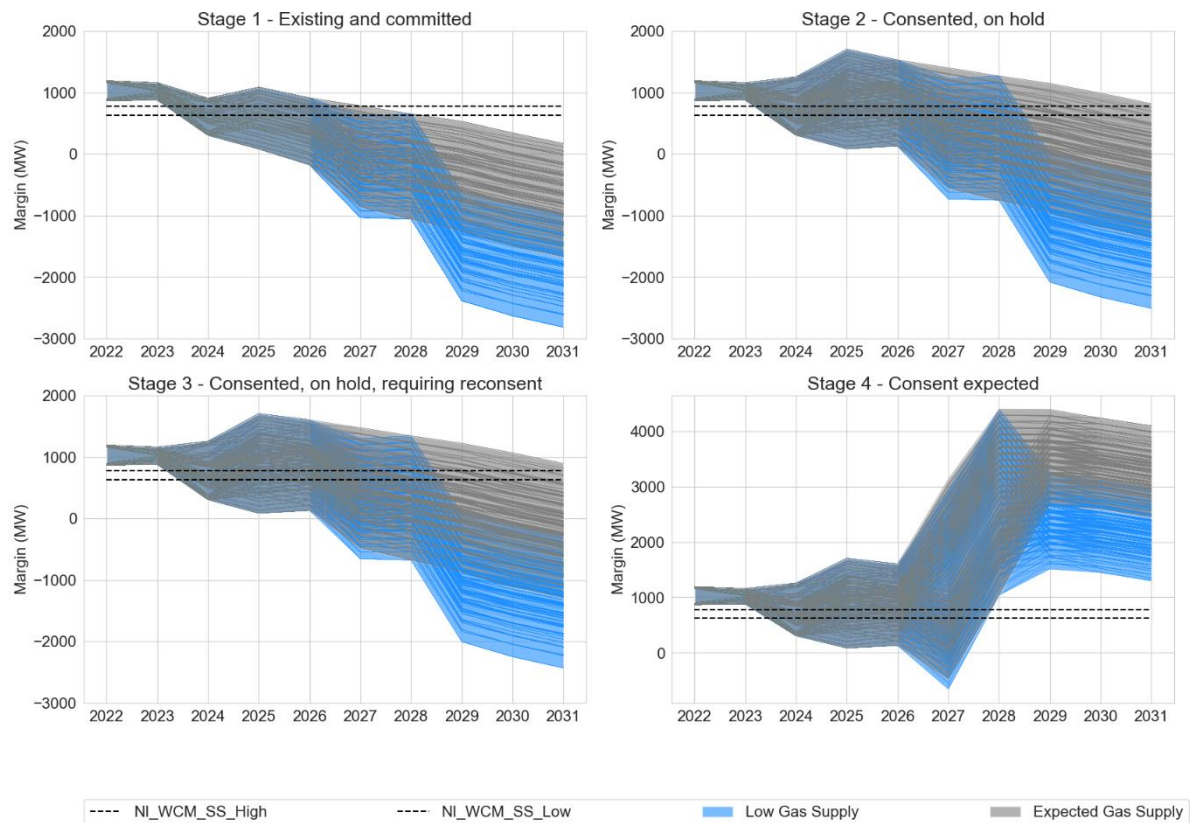 Stage 1 - Existing and committed
Margin (MW)
2000
1000
0
−1000
−2000
−3000
2022 2023 2024 2025 2026 2027 2028 2029 2030 2031
Stage 2 - Consented, on hold
Margin (MW)
2000
1000
0
−1000
−2000
−3000
2022 2023 2024 2025 2026 2027 2028 2029 2030 2031
Stage 3 - Consented, on hold, requiring reconsent
Margin (MW)
2000
1000
0
−1000
−2000
−3000
2022 2023 2024 2025 2026 2027 2028 2029 2030 2031
Stage 4 - Consent expected
Margin (MW)
4000
3000
2000
1000
0
2022 2023 2024 2025 2026 2027 2028 2029 2030 2031
NI_WCM_SS_High NI_WCM_SS_Low Low Gas Supply Expected Gas Supply